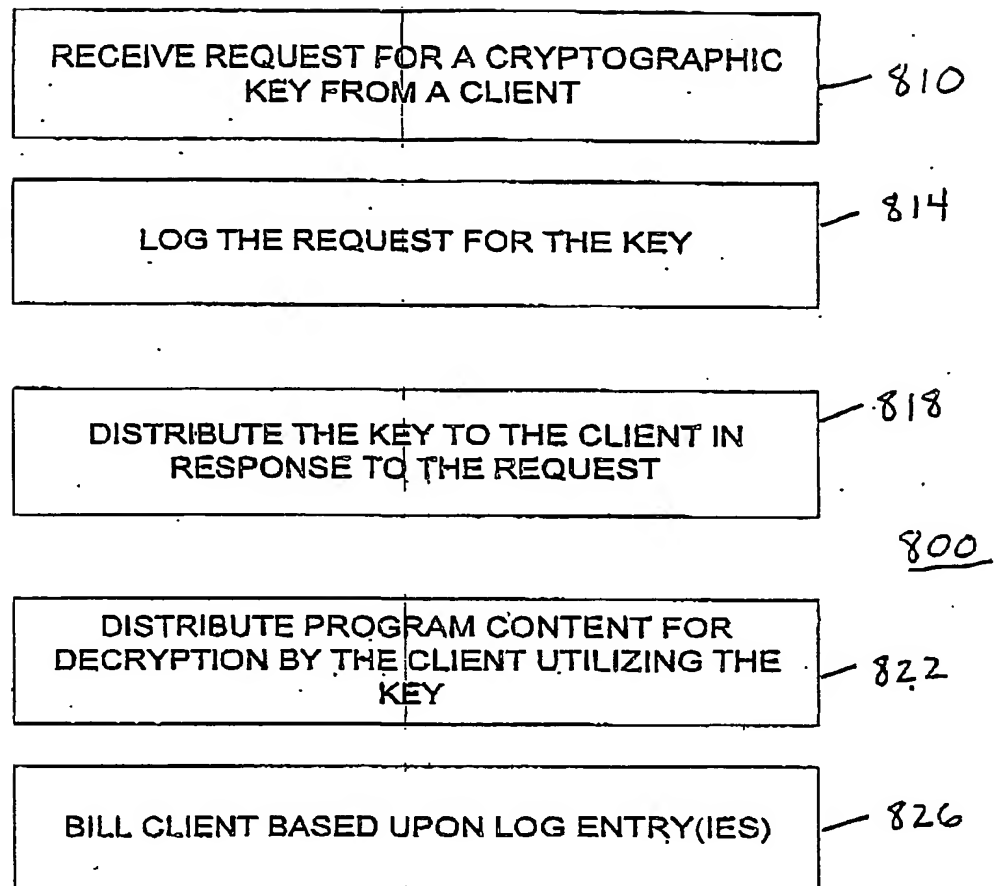 RECEIVE REQUEST FOR A CRYPTOGRAPHIC
KEY FROM A CLIENT
810
LOG THE REQUEST FOR THE KEY
814
DISTRIBUTE THE KEY TO THE CLIENT IN
RESPONSE TO THE REQUEST
818
800
DISTRIBUTE PROGRAM CONTENT FOR
DECRYPTION BY THE CLIENT UTILIZING THE
KEY
822
BILL CLIENT BASED UPON LOG ENTRY(IES)
826